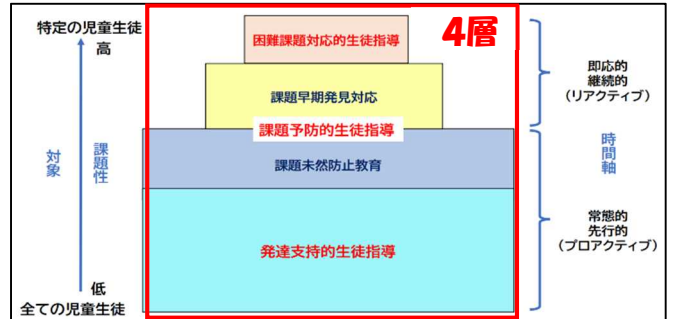 特定の児童生徒
高
対象
課題性
低
全ての児童生徒
4層
困難課題対応的生徒指導
課題早期発見対応
課題予防的生徒指導
課題未然防止教育
発達支持的生徒指導
即応的
継続的
(リアクティブ)
時間軸
常態的
先行的
(プロアクティブ)